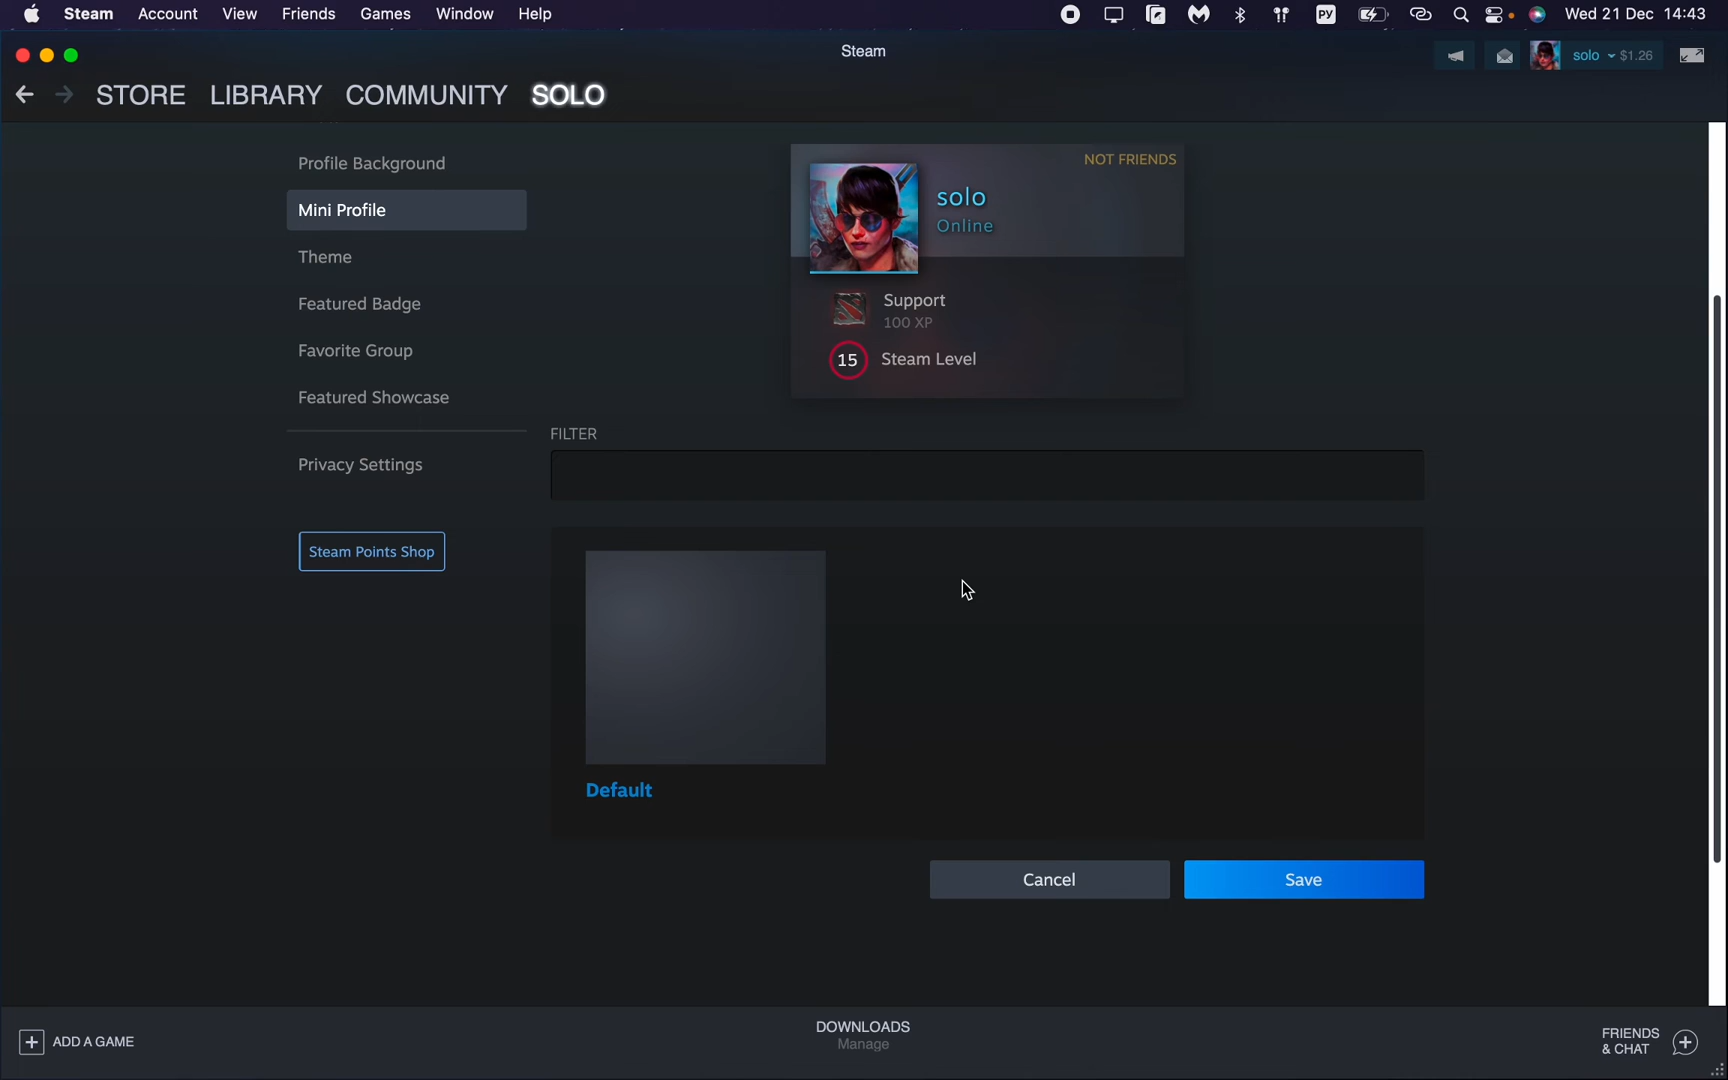 Steam Account View Friends Games Window Help РУ Wed 21 Dec 14:43
Steam
solo $1.26
STORE LIBRARY COMMUNITY SOLO
Profile Background
Mini Profile
Theme
Featured Badge
Favorite Group
Featured Showcase
Privacy Settings
Steam Points Shop
NOT FRIENDS
solo
Online
Support
100 XP
15 Steam Level
FILTER
Default
Cancel Save
ADD A GAME
DOWNLOADS
Manage
FRIENDS
& CHAT